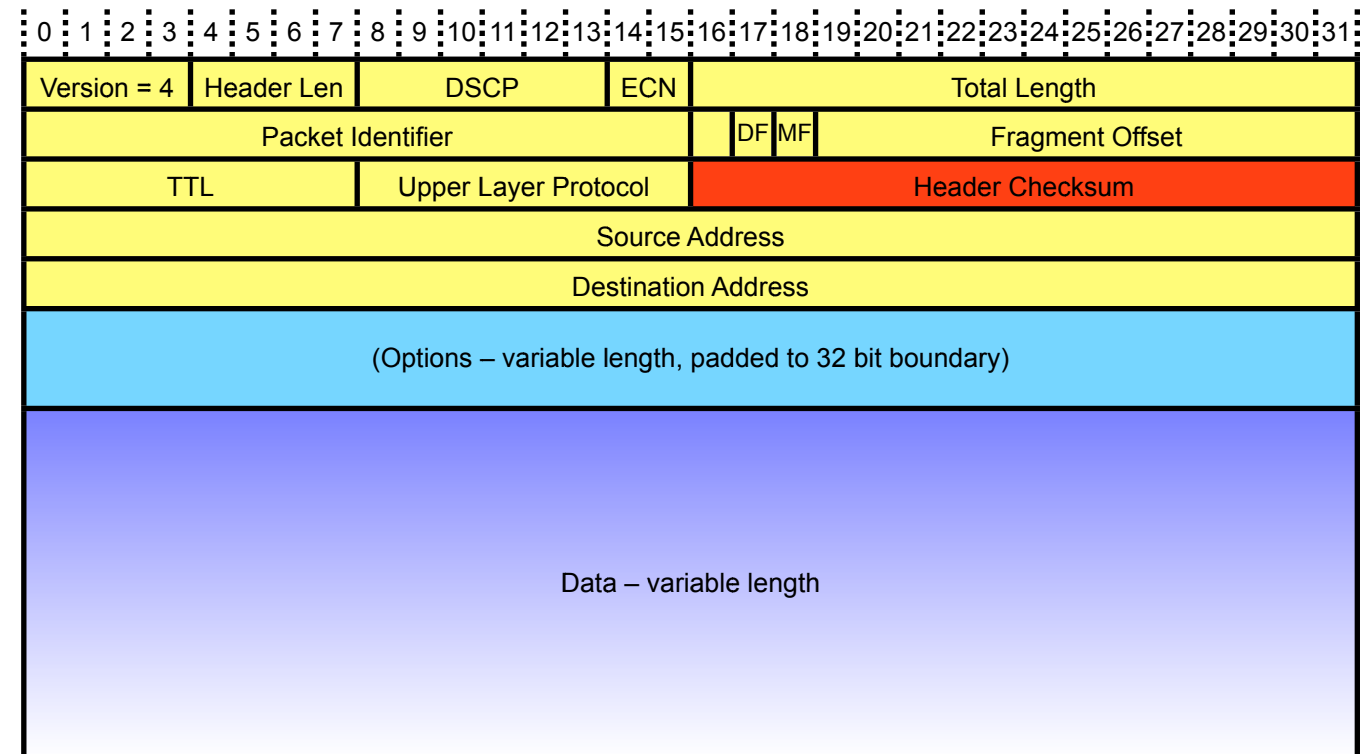 0 1 2 3 4 5 6 7 8 9 10 11 12 13 14 15 16 17 18 19 20 21 22 23 24 25 26 27 28 29 30 31
Version = 4 Header Len DSCP ECN Total Length
Packet Identifier DF MF Fragment Offset
TTL Upper Layer Protocol Header Checksum
Source Address
Destination Address
(Options – variable length, padded to 32 bit boundary)
Data – variable length